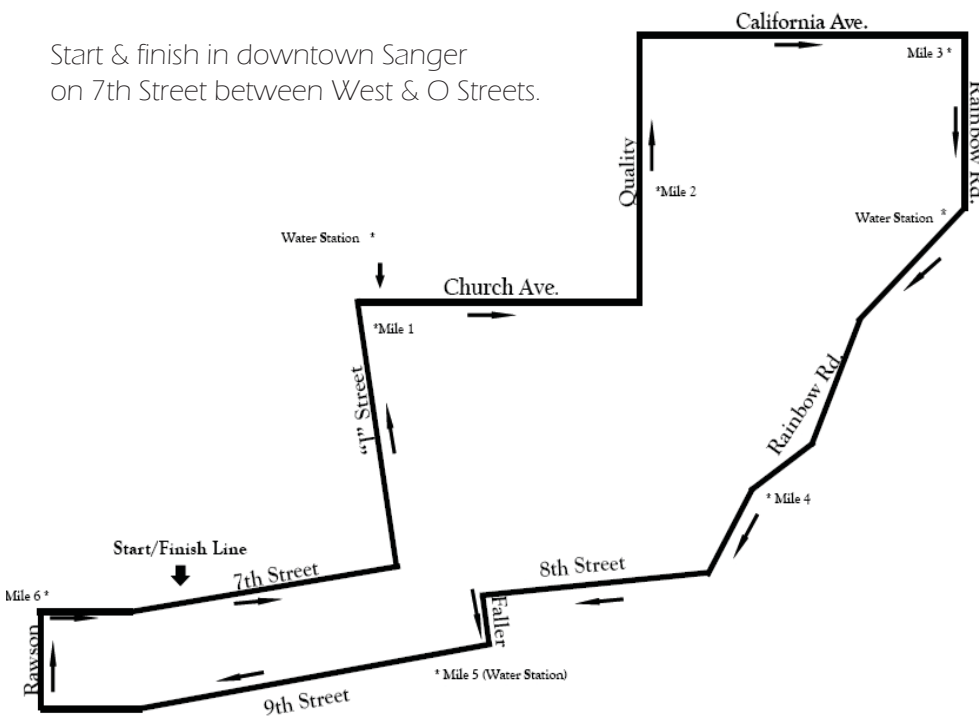 California Ave.
Start & finish in downtown Sanger
on 7th Street between West & O Streets.
Mile 3 *
Rainbow Rd.
Quality
*Mile 2
Water Station *
Water Station *
Church Ave.
*Mile 1
"J" Street
Rainbow Rd.
* Mile 4
Start/Finish Line
7th Street
8th Street
Mile 6 *
Faller
Rawson
* Mile 5 (Water Station)
9th Street